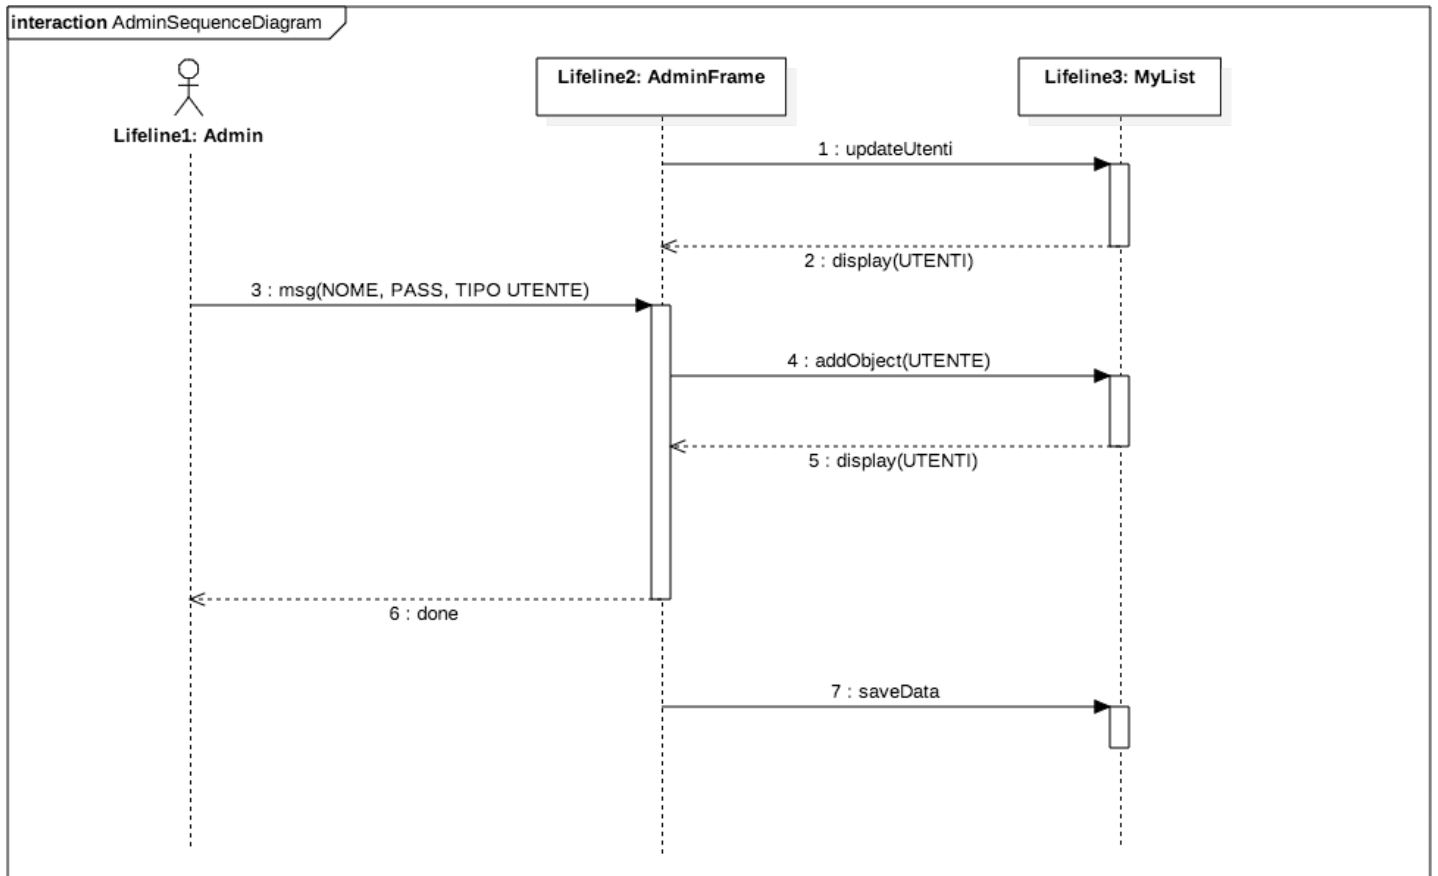 interaction AdminSequenceDiagram
Lifeline1: Admin
Lifeline2: AdminFrame
Lifeline3: MyList
1 : updateUtenti
2 : display(UTENTI)
3 : msg(NOME, PASS, TIPO UTENTE)
4 : addObject(UTENTE)
5 : display(UTENTI)
6 : done
7 : saveData